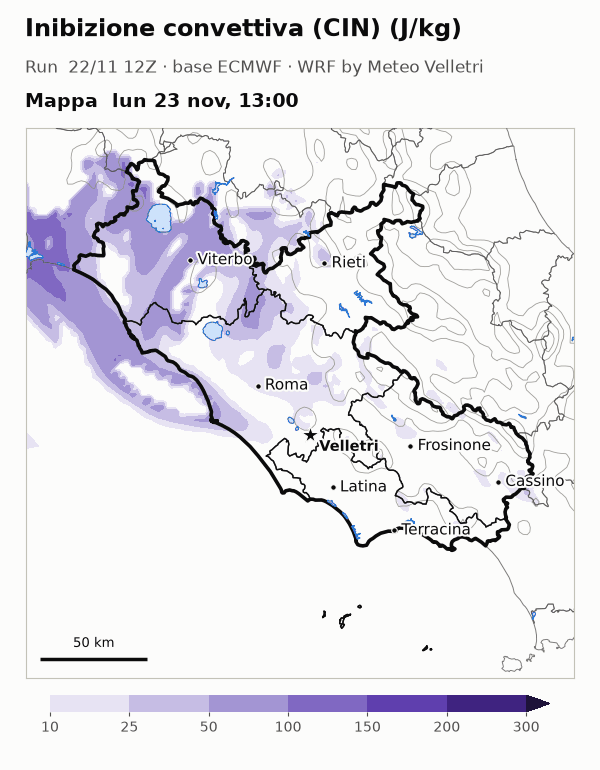 Inibizione convettiva (CIN) (J/kg)
Run  22/11 12Z · base ECMWF · WRF by Meteo Velletri
Mappa  lun 23 nov, 13:00
Viterbo
Rieti
Roma
Velletri
Frosinone
Latina
Cassino
Terracina
50 km
10 25 50 100 150 200 300